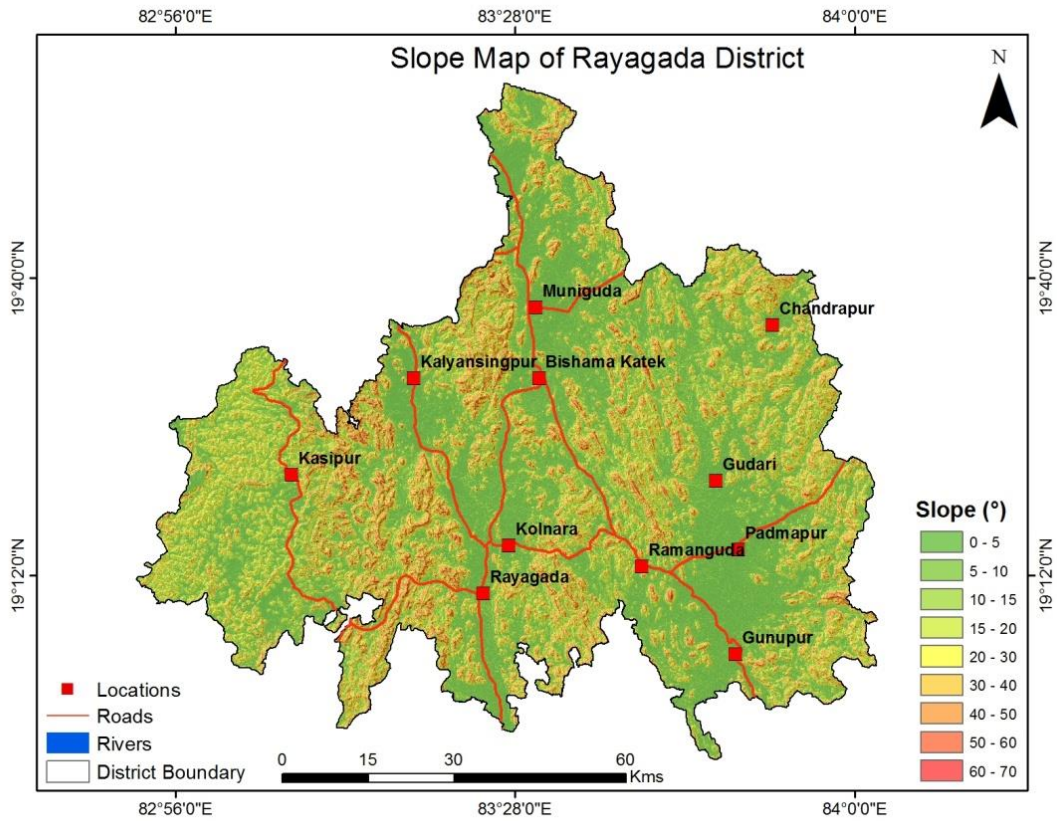 82°56'0"E
83°28'0"E
84°0'0"E
Slope Map of Rayagada District
N
19°40'0"N
19°40'0"N
Muniguda
Chandrapur
Kalyansingpur
Bishama Katek
Kasipur
Gudari
Kolnara
Padmapur
Ramanguda
Rayagada
19°12'0"N
19°12'0"N
Gunupur
Slope (°)
0 - 5
5 - 10
10 - 15
15 - 20
20 - 30
30 - 40
40 - 50
50 - 60
60 - 70
Locations
Roads
Rivers
District Boundary
0 15 30 60
Kms
82°56'0"E
83°28'0"E
84°0'0"E